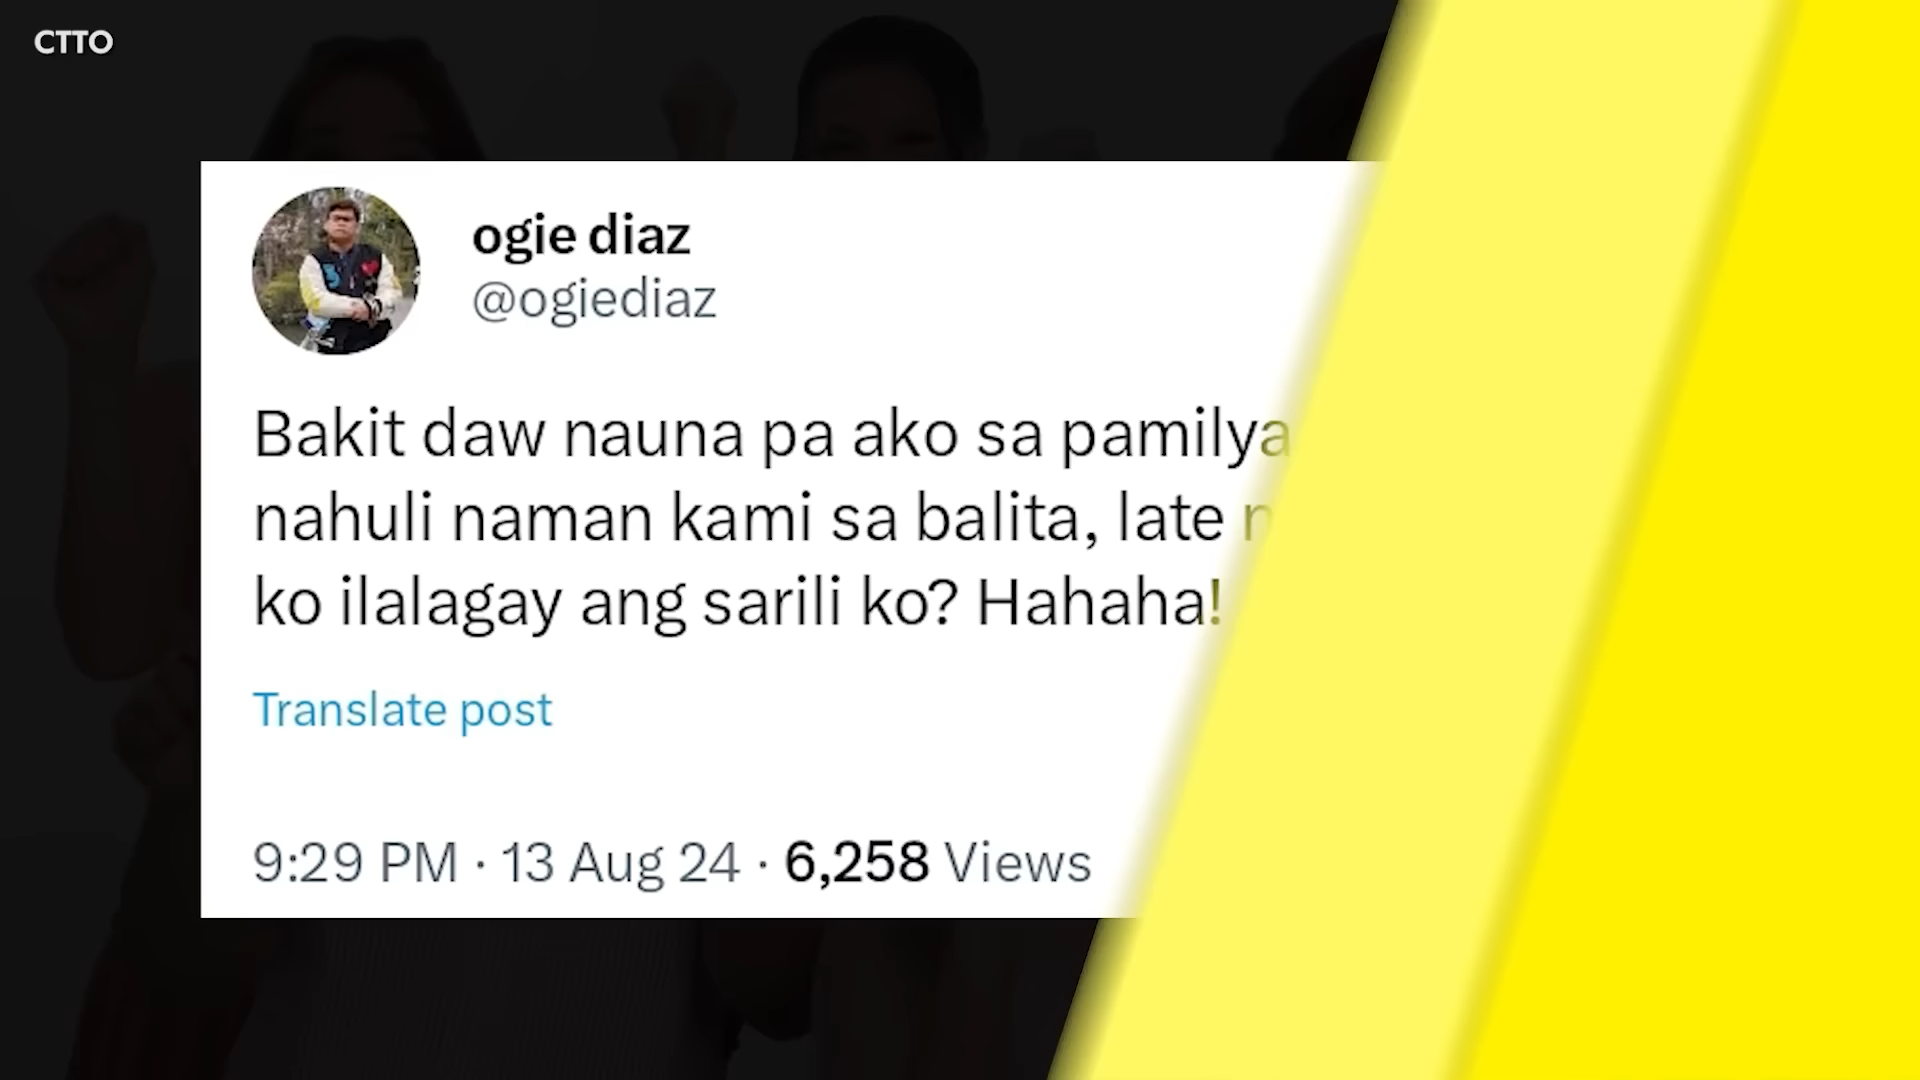 CTTO
ogie diaz
@ogiediaz
Bakit daw nauna pa ako sa pamilya
nahuli naman kami sa balita, late
ko ilalagay ang sarili ko? Hahaha!
Translate post
9:29 PM · 13 Aug 24 · 6,258 Views